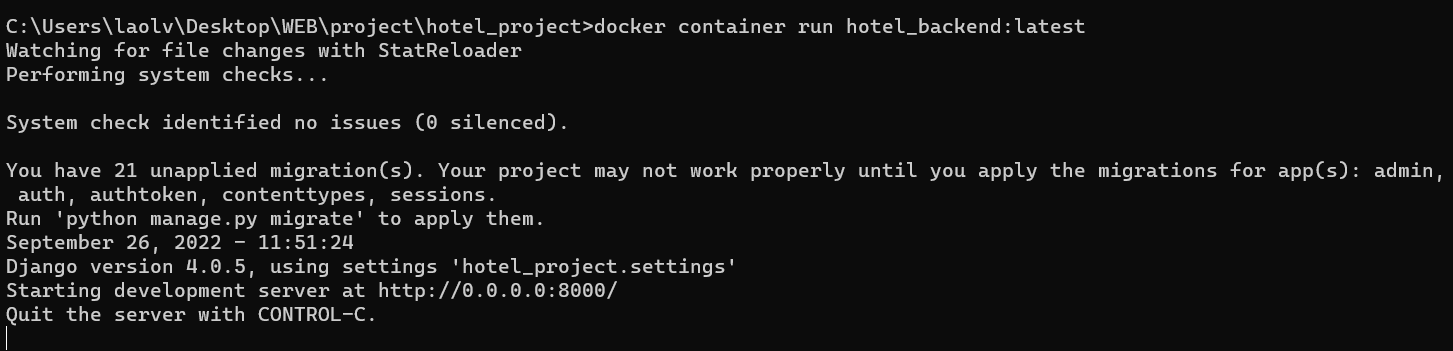 C:\Users\laolv\Desktop\WEB\project\hotel_project>docker container run hotel_backend:latest
Watching for file changes with StatReloader
Performing system checks...
System check identified no issues (0 silenced).
You have 21 unapplied migration(s). Your project may not work properly until you apply the migrations for app(s): admin,
 auth, authtoken, contenttypes, sessions.
Run 'python manage.py migrate' to apply them.
September 26, 2022 - 11:51:24
Django version 4.0.5, using settings 'hotel_project.settings'
Starting development server at http://0.0.0.0:8000/
Quit the server with CONTROL-C.